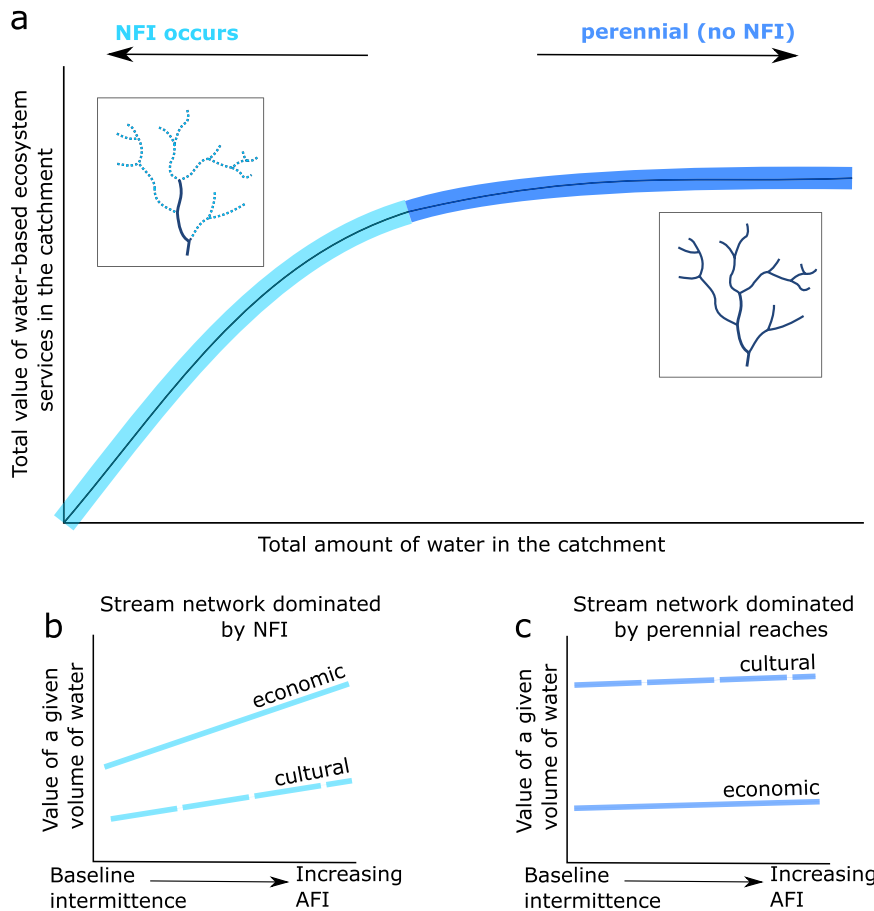 a
NFI occurs
perennial (no NFI)
Total value of water-based ecosystem
services in the catchment
Total amount of water in the catchment
b
Stream network dominated
by NFI
Value of a given
volume of water
economic
cultural
Baseline
intermittence
Increasing
AFI
c
Stream network dominated
by perennial reaches
Value of a given
volume of water
cultural
economic
Baseline
intermittence
Increasing
AFI